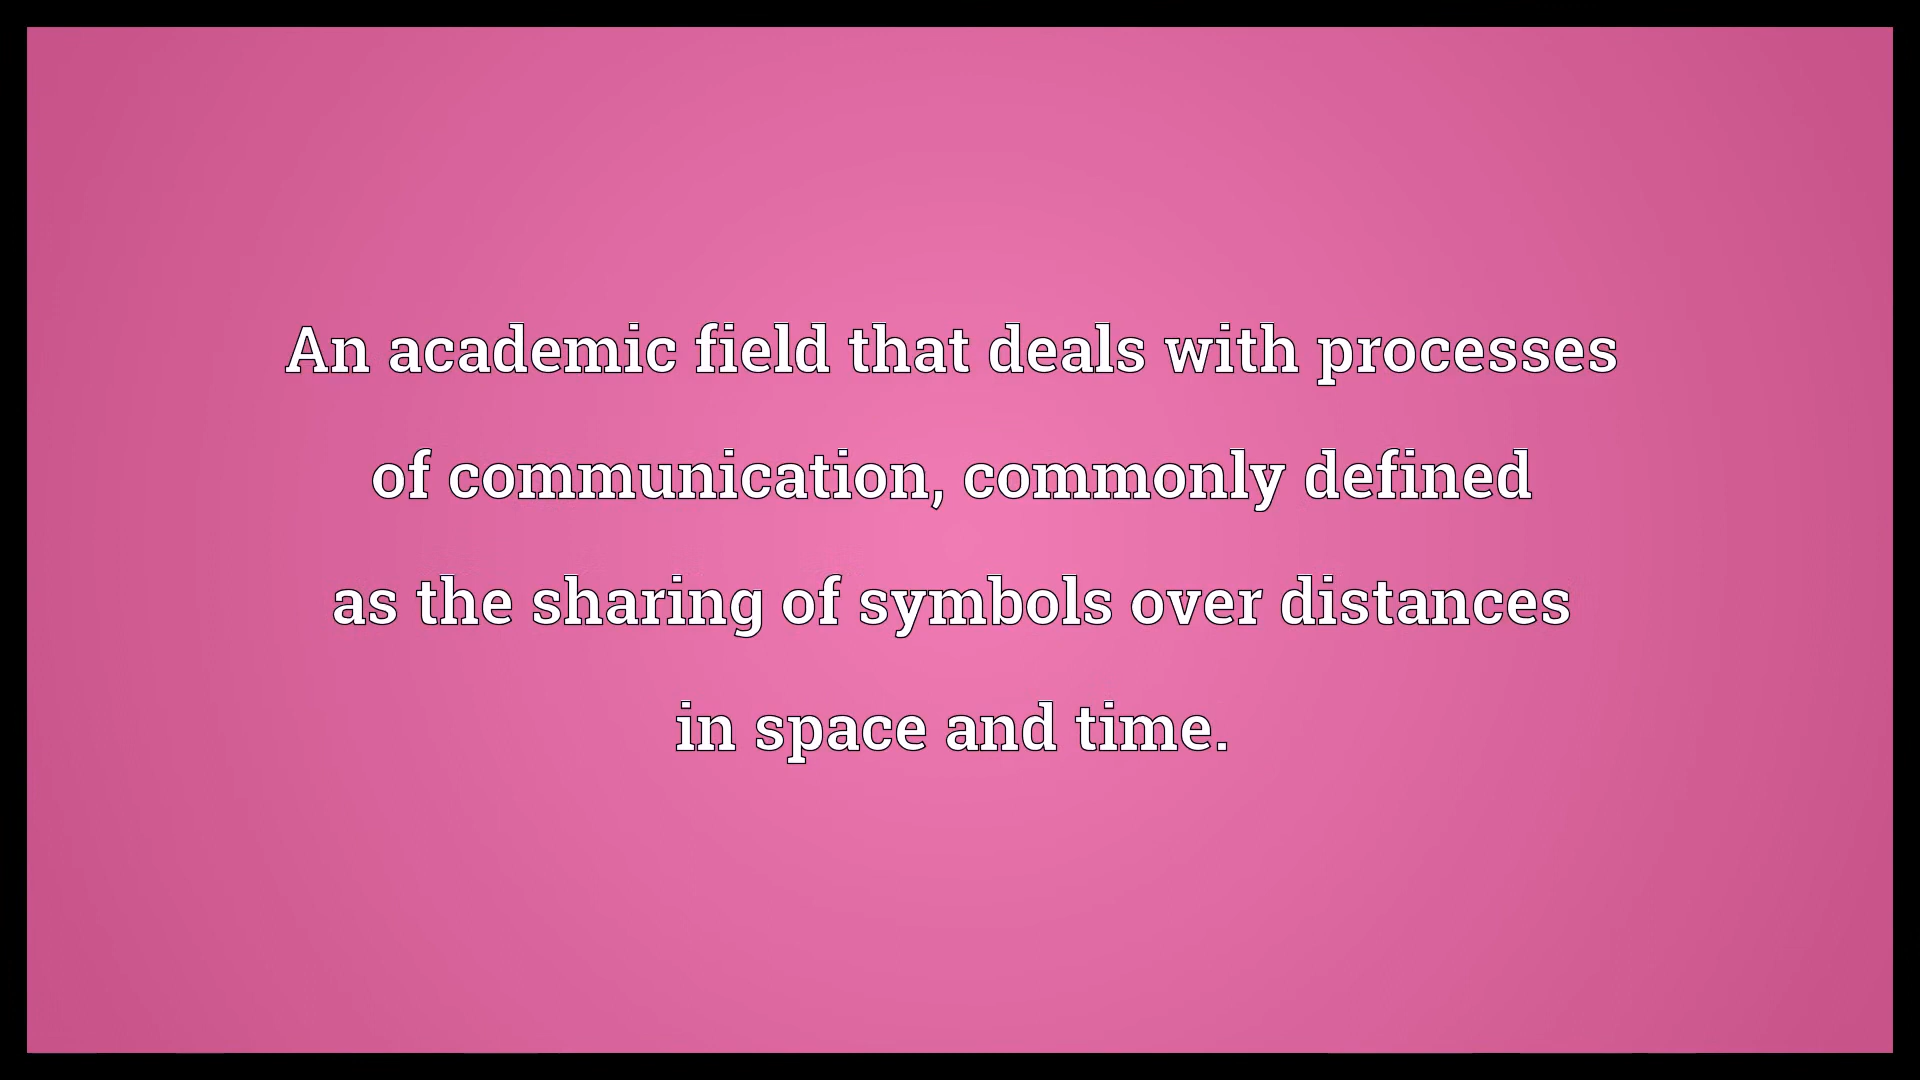 An academic field that deals with processes
of communication, commonly defined
as the sharing of symbols over distances
in space and time.